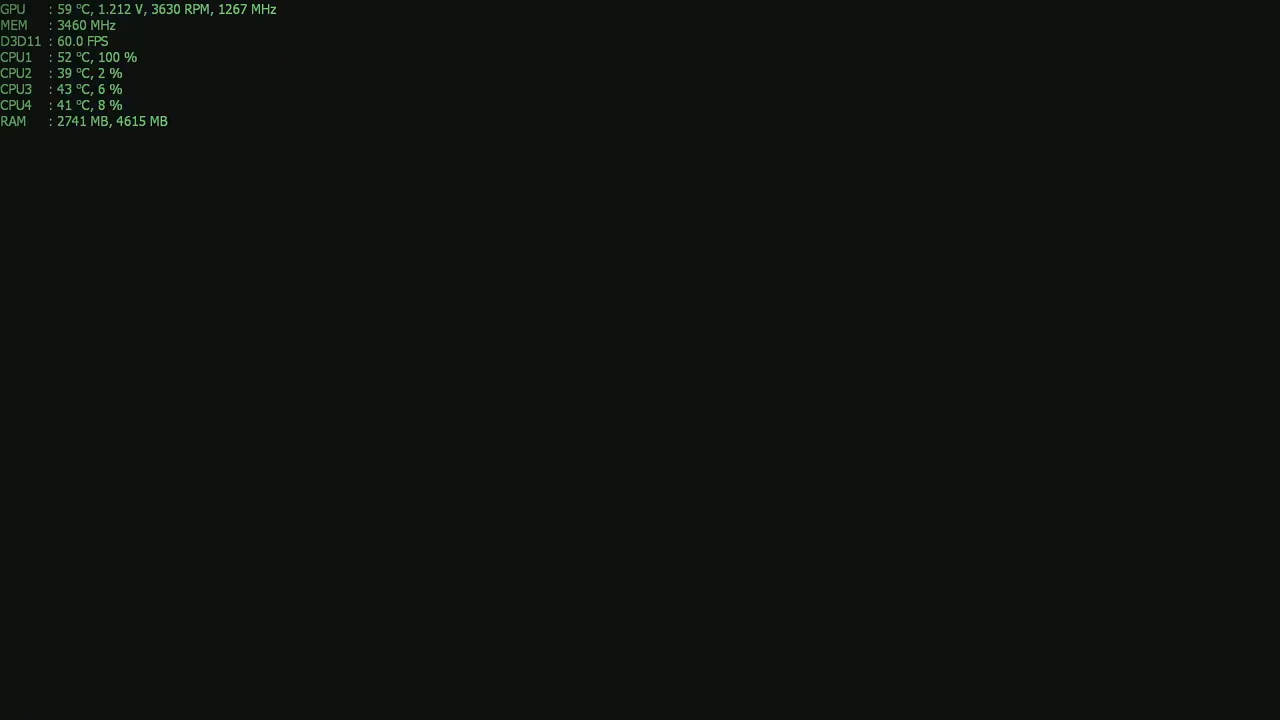 GPU : 59 °C, 1.212 V, 3630 RPM, 1267 MHz
MEM : 3460 MHz
D3D11 : 60.0 FPS
CPU1 : 52 °C, 100 %
CPU2 : 39 °C, 2 %
CPU3 : 43 °C, 6 %
CPU4 : 41 °C, 8 %
RAM : 2741 MB, 4615 MB